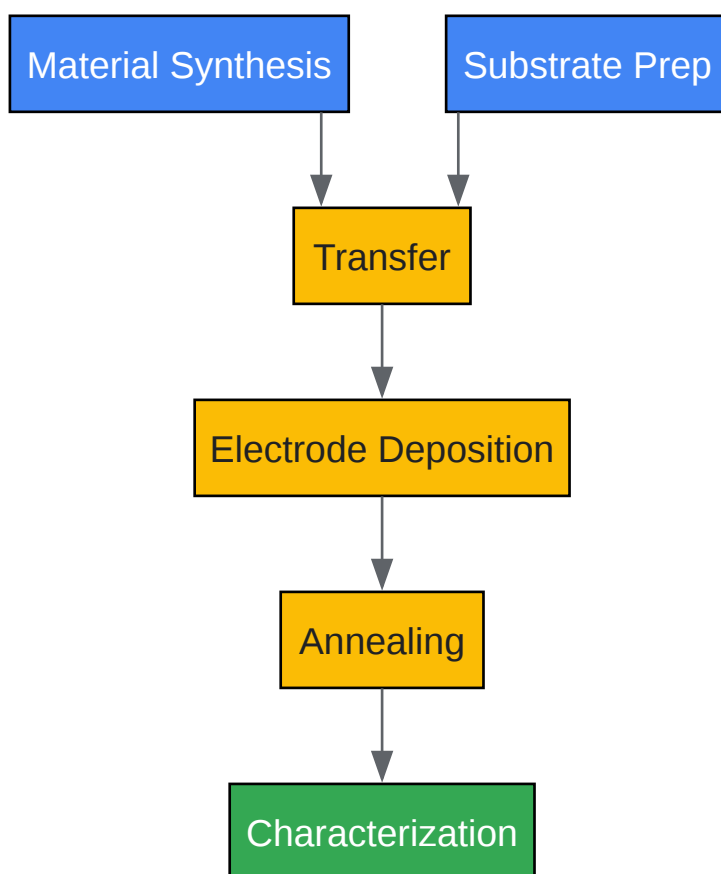 Material Synthesis
Substrate Prep
Transfer
Electrode Deposition
Annealing
Characterization